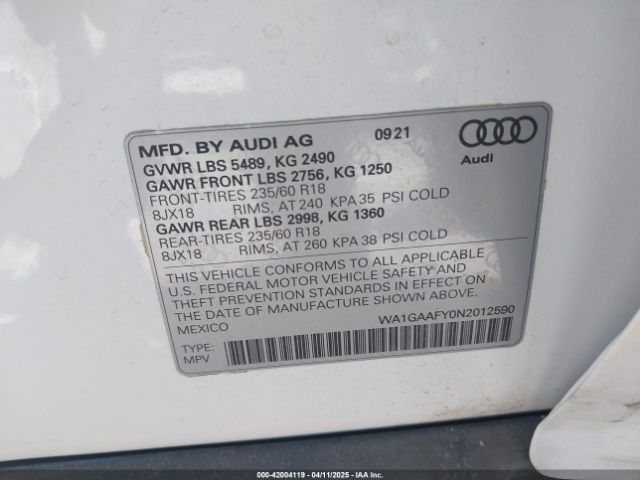 MFD. BY AUDI AG 09 21
GVWR LBS 5489, KG 2490
GAWR FRONT LBS 2756, KG 1250
FRONT-TIRES 235/60 R18
8JX18 RIMS, AT 240 KPA 35 PSI COLD
GAWR REAR LBS 2998, KG 1360
REAR-TIRES 235/60 R18
8JX18 RIMS, AT 260 KPA 38 PSI COLD
Audi
THIS VEHICLE CONFORMS TO ALL APPLICABLE
U.S. FEDERAL MOTOR VEHICLE SAFETY AND
THEFT PREVENTION STANDARDS IN EFFECT ON
THE DATE OF MANUFACTURE SHOWN ABOVE.
MEXICO
WA1GAAFY0N2012590
TYPE:
MPV
000-42004119 - 04/11/2025 - IAAI.COM